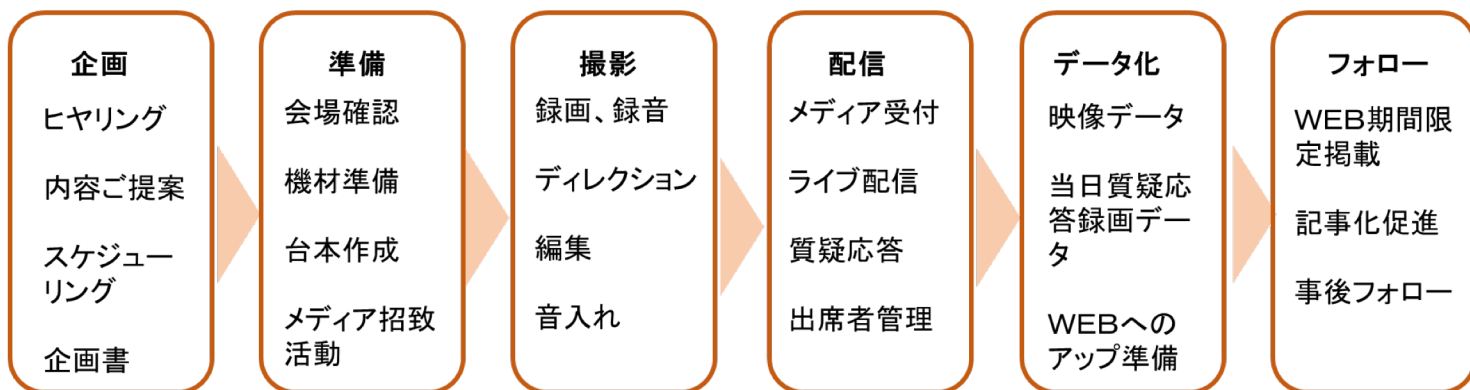 企画
ヒヤリング
内容ご提案
スケジュー
リング
企画書
準備
会場確認
機材準備
台本作成
メディア招致
活動
撮影
録画、録音
ディレクション
編集
音入れ
配信
メディア受付
ライブ配信
質疑応答
出席者管理
データ化
映像データ
当日質疑応
答録画デー
タ
WEBへの
アップ準備
フォロー
WEB期間限
定掲載
記事化促進
事後フォロー